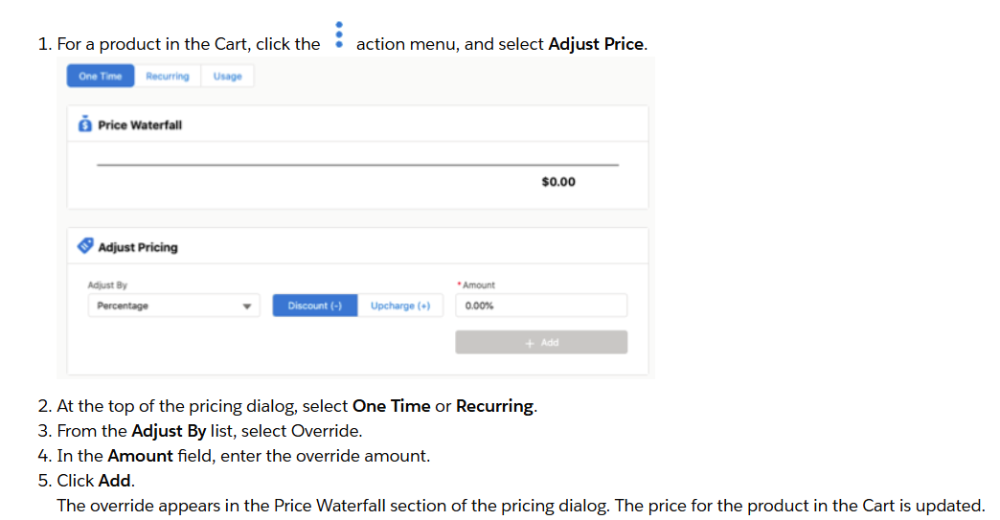 1. For a product in the Cart, click the action menu, and select Adjust Price.
One Time Recurring Usage
Price Waterfall
$0.00
Adjust Pricing
Adjust By
* Amount
Percentage Discount (-) Upcharge (+) 0.00%
+ Add
2. At the top of the pricing dialog, select One Time or Recurring.
3. From the Adjust By list, select Override.
4. In the Amount field, enter the override amount.
5. Click Add.
The override appears in the Price Waterfall section of the pricing dialog. The price for the product in the Cart is updated.